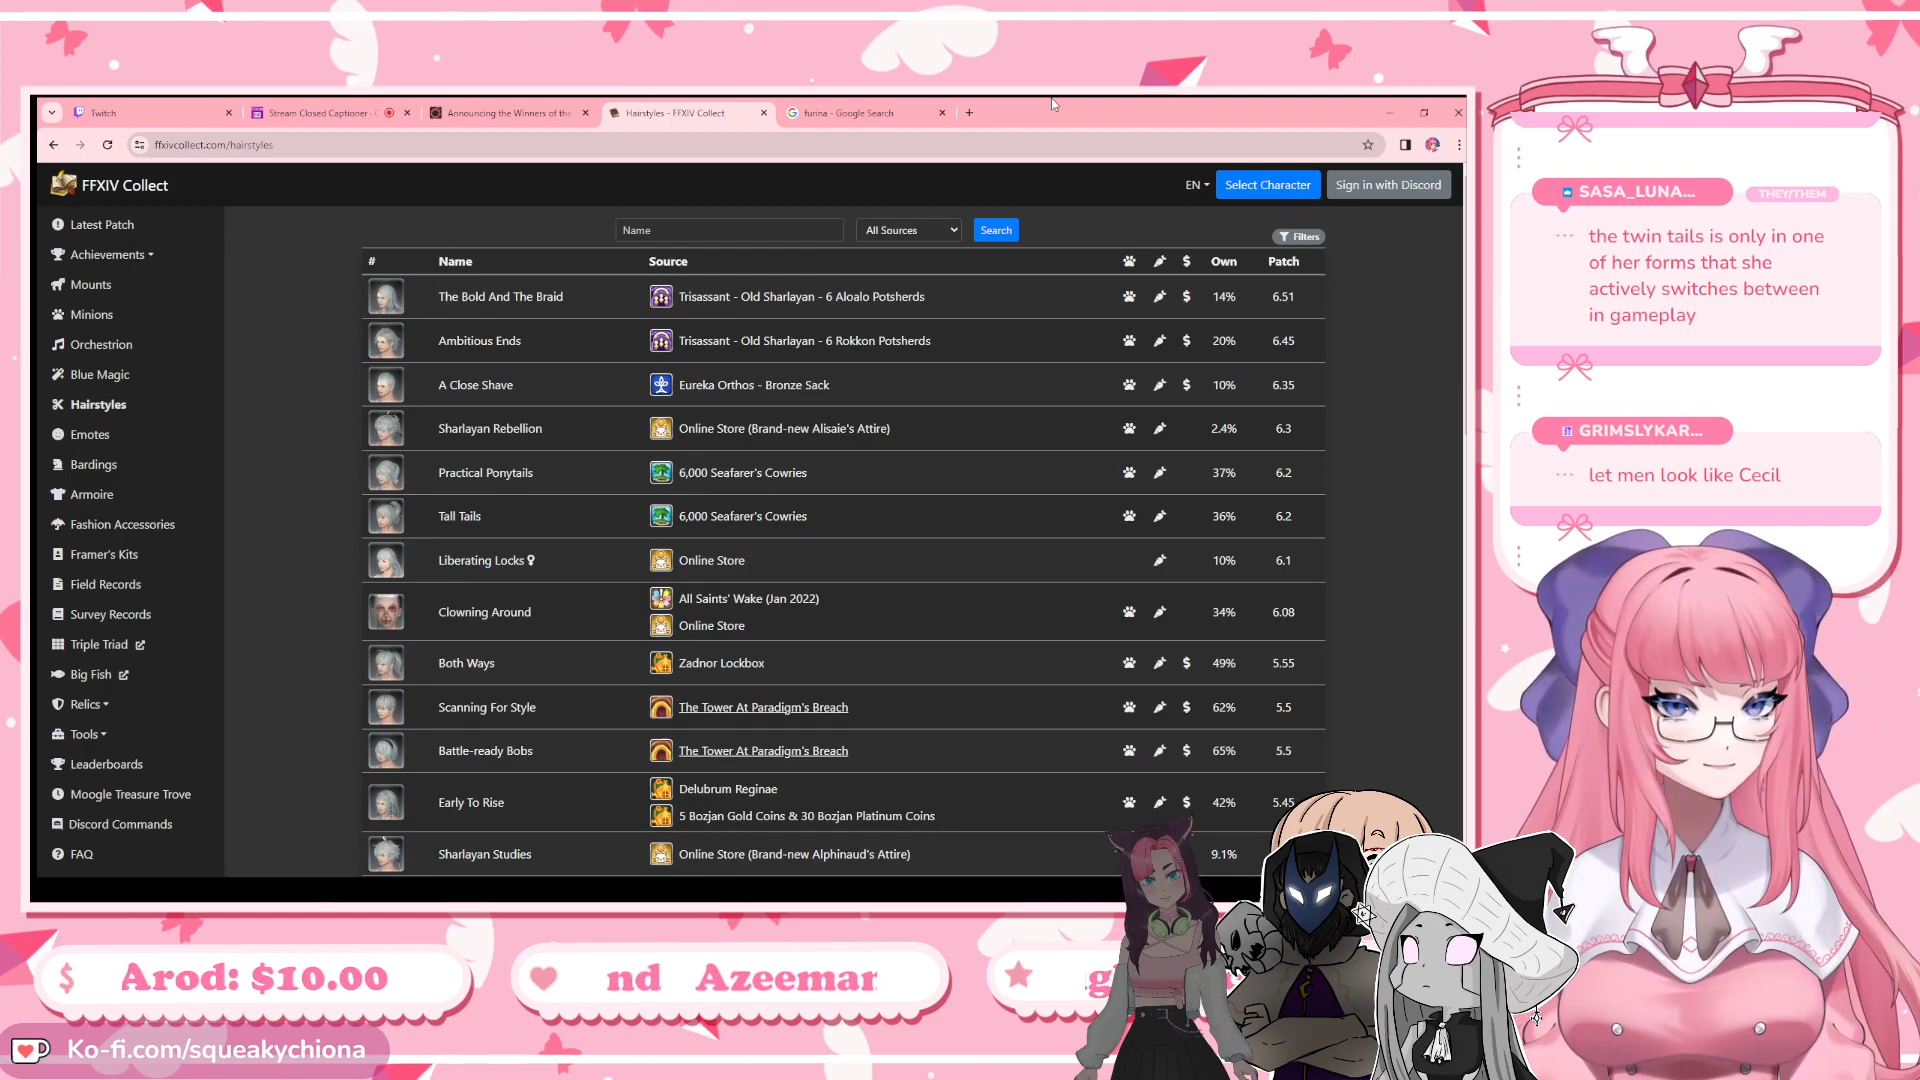 Twitch
Stream Closed Captioner - C
Announcing the Winners of the
Hairstyles - FFXIV Collect
furina - Google Search
ffxivcollect.com/hairstyles
FFXIV Collect
EN
Select Character
Sign in with Discord
Latest Patch
Achievements
Mounts
Minions
Orchestrion
Blue Magic
Hairstyles
Emotes
Bardings
Armoire
Fashion Accessories
Framer's Kits
Field Records
Survey Records
Triple Triad
Big Fish
Relics
Tools
Leaderboards
Moogle Treasure Trove
Discord Commands
FAQ
Name
All Sources
Search
Filters
# Name Source $ Own Patch
The Bold And The Braid Trisassant - Old Sharlayan - 6 Aloalo Potsherds $ 14% 6.51
Ambitious Ends Trisassant - Old Sharlayan - 6 Rokkon Potsherds $ 20% 6.45
A Close Shave Eureka Orthos - Bronze Sack $ 10% 6.35
Sharlayan Rebellion Online Store (Brand-new Alisaie's Attire) 2.4% 6.3
Practical Ponytails 6,000 Seafarer's Cowries 37% 6.2
Tall Tails 6,000 Seafarer's Cowries 36% 6.2
Liberating Locks♀ Online Store 10% 6.1
Clowning Around All Saints' Wake (Jan 2022) 34% 6.08
Online Store
Both Ways Zadnor Lockbox $ 49% 5.55
Scanning For Style The Tower At Paradigm's Breach $ 62% 5.5
Battle-ready Bobs The Tower At Paradigm's Breach $ 65% 5.5
Early To Rise Delubrum Reginae $ 42% 5.45
5 Bozjan Gold Coins & 30 Bozjan Platinum Coins
Sharlayan Studies Online Store (Brand-new Alphinaud's Attire) 9.1%
SASA_LUNA...
THEY/THEM
the twin tails is only in one
of her forms that she
actively switches between
in gameplay
GRIMSLYKAR...
let men look like Cecil
$ Arod: $10.00
nd Azeemar
Ko-fi.com/squeakychiona